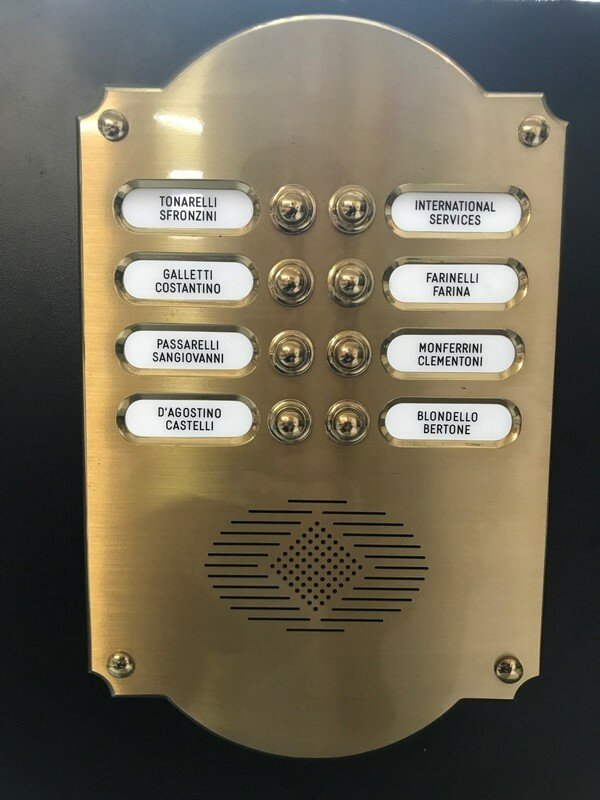 TONARELLI
SFRONZINI
INTERNATIONAL
SERVICES
GALLETTI
COSTANTINO
FARINELLI
FARINA
PASSARELLI
SANGIOVANNI
MONFERRINI
CLEMENTONI
D'AGOSTINO
CASTELLI
BLONDELLO
BERTONE